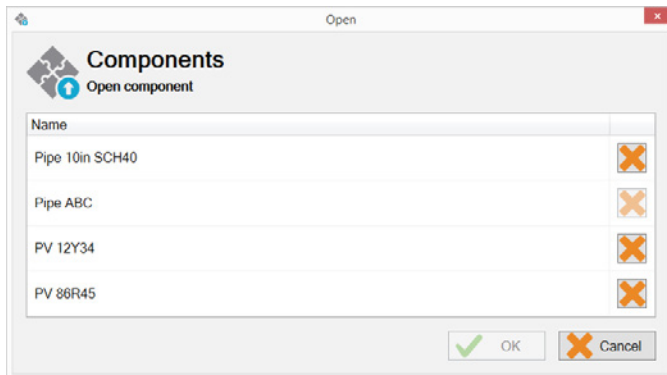 Open
Components
Open component
Name
Pipe 10in SCH40
Pipe ABC
PV 12Y34
PV 86R45
OK
Cancel